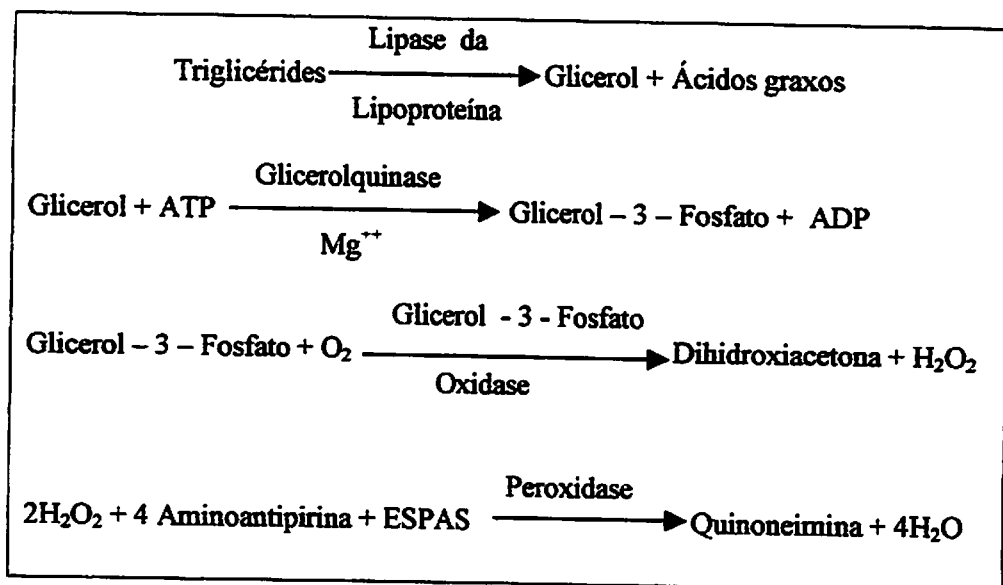 Lipase da
Triglicérides Glicerol + Ácidos graxos
Lipoproteína
Glicerolquinase
Glicerol + ATP Glicerol – 3 – Fosfato + ADP
Mg⁺⁺
Glicerol - 3 - Fosfato
Glicerol – 3 – Fosfato + O₂ Dihidroxiacetona + H₂O₂
Oxidase
Peroxidase
2H₂O₂ + 4 Aminoantipirina + ESPAS Quinoneimina + 4H₂O